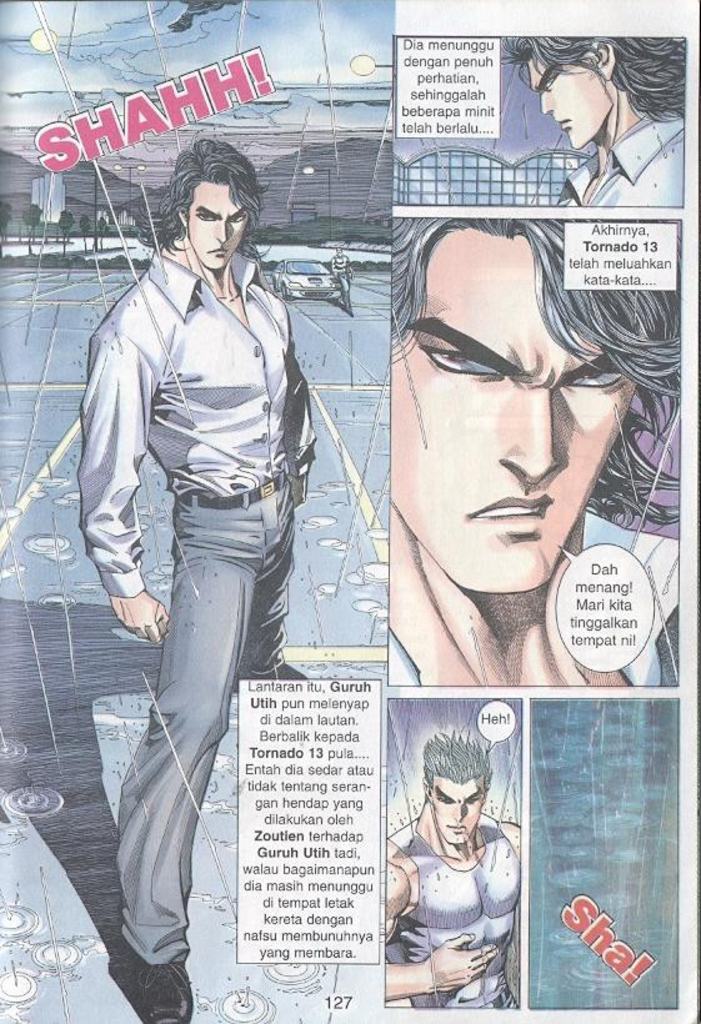 SHAHH!
Lantaran itu, Guruh
Utih pun melenyap
di dalam lautan.
Berbalik kepada
Tornado 13 pula....
Entah dia sedar atau
tidak tentang seran-
gan hendap yang
dilakukan oleh
Zoutien terhadap
Guruh Utih tadi,
walau bagaimanapun
dia masih menunggu
di tempat letak
kereta dengan
nafsu membunuhnya
yang membara.
Dia menunggu
dengan penuh
perhatian,
sehinggalah
beberapa minit
telah berlalu....
Akhirnya,
Tornado 13
telah meluahkan
kata-kata....
Dah
menang!
Mari kita
tinggalkan
tempat ni!
Heh!
Sha!
127